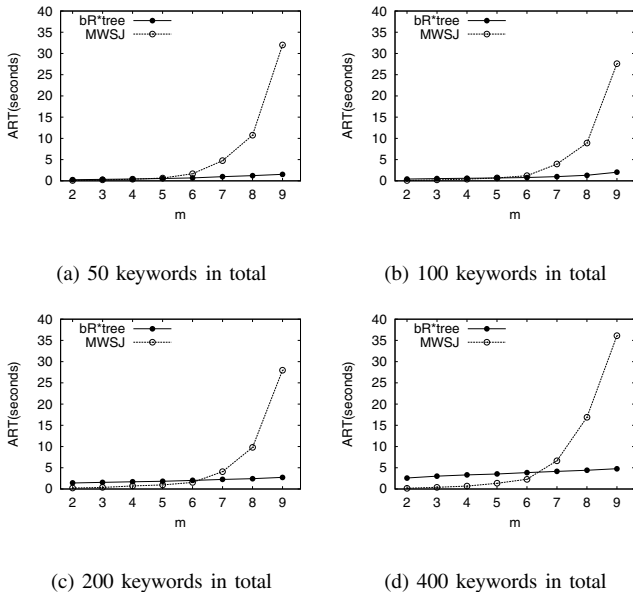 40
35
30
25
20
15
10
5
0
ART(seconds)
bR*tree
MWSJ
2 3 4 5 6 7 8 9
m
(a) 50 keywords in total
40
35
30
25
20
15
10
5
0
ART(seconds)
bR*tree
MWSJ
2 3 4 5 6 7 8 9
m
(b) 100 keywords in total
40
35
30
25
20
15
10
5
0
ART(seconds)
bR*tree
MWSJ
2 3 4 5 6 7 8 9
m
(c) 200 keywords in total
40
35
30
25
20
15
10
5
0
ART(seconds)
bR*tree
MWSJ
2 3 4 5 6 7 8 9
m
(d) 400 keywords in total